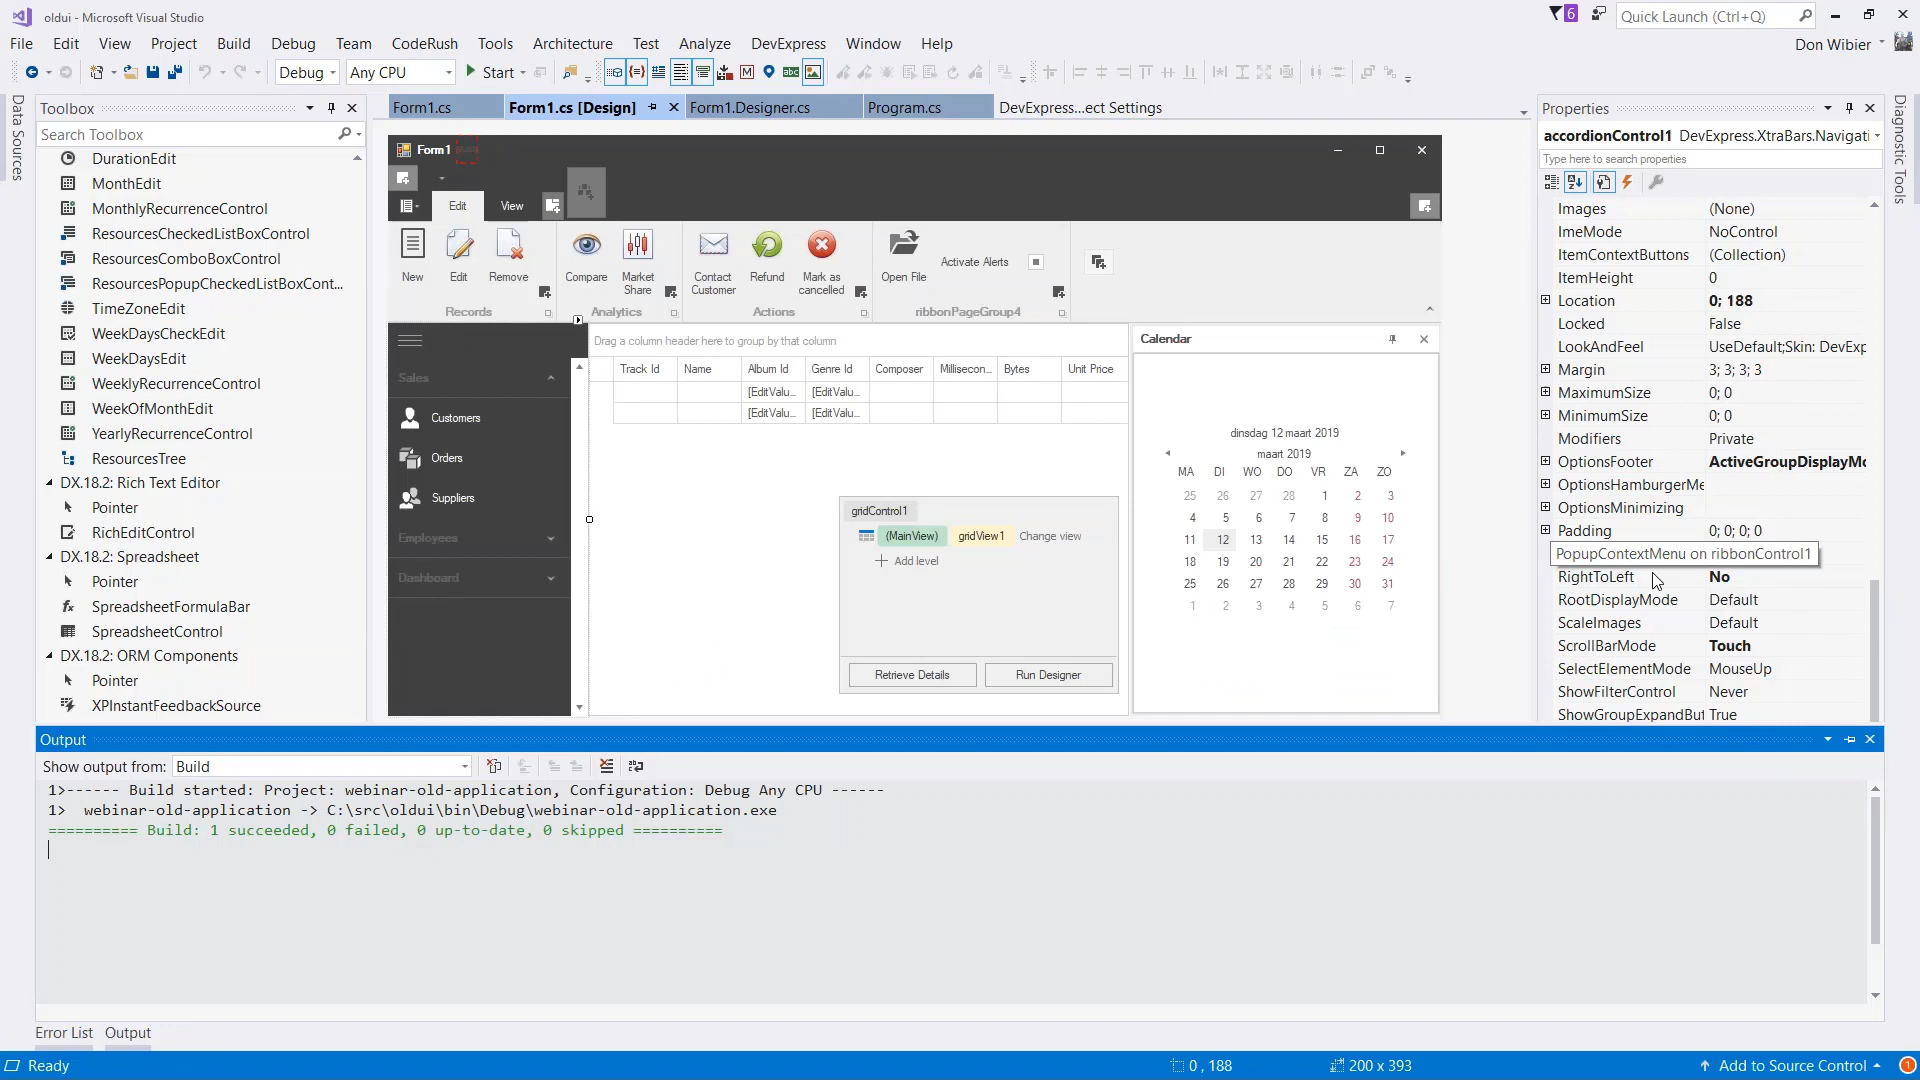 oldui - Microsoft Visual Studio
6
Quick Launch (Ctrl+Q)
File Edit View Project Build Debug Team CodeRush Tools Architecture Test Analyze DevExpress Window Help
Don Wibier
Debug Any CPU Start
Data Sources
Toolbox
Search Toolbox
DurationEdit
MonthEdit
MonthlyRecurrenceControl
ResourcesCheckedListBoxControl
ResourcesComboBoxControl
ResourcesPopupCheckedListBoxCont...
TimeZoneEdit
WeekDaysCheckEdit
WeekDaysEdit
WeeklyRecurrenceControl
WeekOfMonthEdit
YearlyRecurrenceControl
ResourcesTree
DX.18.2: Rich Text Editor
Pointer
RichEditControl
DX.18.2: Spreadsheet
Pointer
SpreadsheetFormulaBar
SpreadsheetControl
DX.18.2: ORM Components
Pointer
XPInstantFeedbackSource
Form1.cs Form1.cs [Design] Form1.Designer.cs Program.cs DevExpress...ect Settings
Form1
Edit View
New Edit Remove
Records
Compare Market Share
Analytics
Contact Customer Refund Mark as cancelled
Actions
Open File Activate Alerts
ribbonPageGroup4
Sales
Customers
Orders
Suppliers
Employees
Dashboard
Drag a column header here to group by that column
Track Id Name Album Id Genre Id Composer Millisecon... Bytes Unit Price
[EditValu... [EditValu...
[EditValu... [EditValu...
gridControl1
(MainView) gridView1 Change view
Add level
Retrieve Details Run Designer
Calendar
dinsdag 12 maart 2019
maart 2019
MA DI WO DO VR ZA ZO
25 26 27 28 1 2 3
4 5 6 7 8 9 10
11 12 13 14 15 16 17
18 19 20 21 22 23 24
25 26 27 28 29 30 31
1 2 3 4 5 6 7
Properties
accordionControl1 DevExpress.XtraBars.Navigati
Type here to search properties
Images (None)
ImeMode NoControl
ItemContextButtons (Collection)
ItemHeight 0
Location 0; 188
Locked False
LookAndFeel UseDefault;Skin: DevExp
Margin 3; 3; 3; 3
MaximumSize 0; 0
MinimumSize 0; 0
Modifiers Private
OptionsFooter ActiveGroupDisplayMo
OptionsHamburgerMe
OptionsMinimizing
Padding 0; 0; 0; 0
PopupContextMenu on ribbonControl1
RightToLeft No
RootDisplayMode Default
ScaleImages Default
ScrollBarMode Touch
SelectElementMode MouseUp
ShowFilterControl Never
ShowGroupExpandBut True
Diagnostic Tools
Output
Show output from: Build
1>------ Build started: Project: webinar-old-application, Configuration: Debug Any CPU ------
1>  webinar-old-application -> C:\src\oldui\bin\Debug\webinar-old-application.exe
========== Build: 1 succeeded, 0 failed, 0 up-to-date, 0 skipped ==========
Error List Output
Ready 0 , 188 200 x 393 Add to Source Control 1